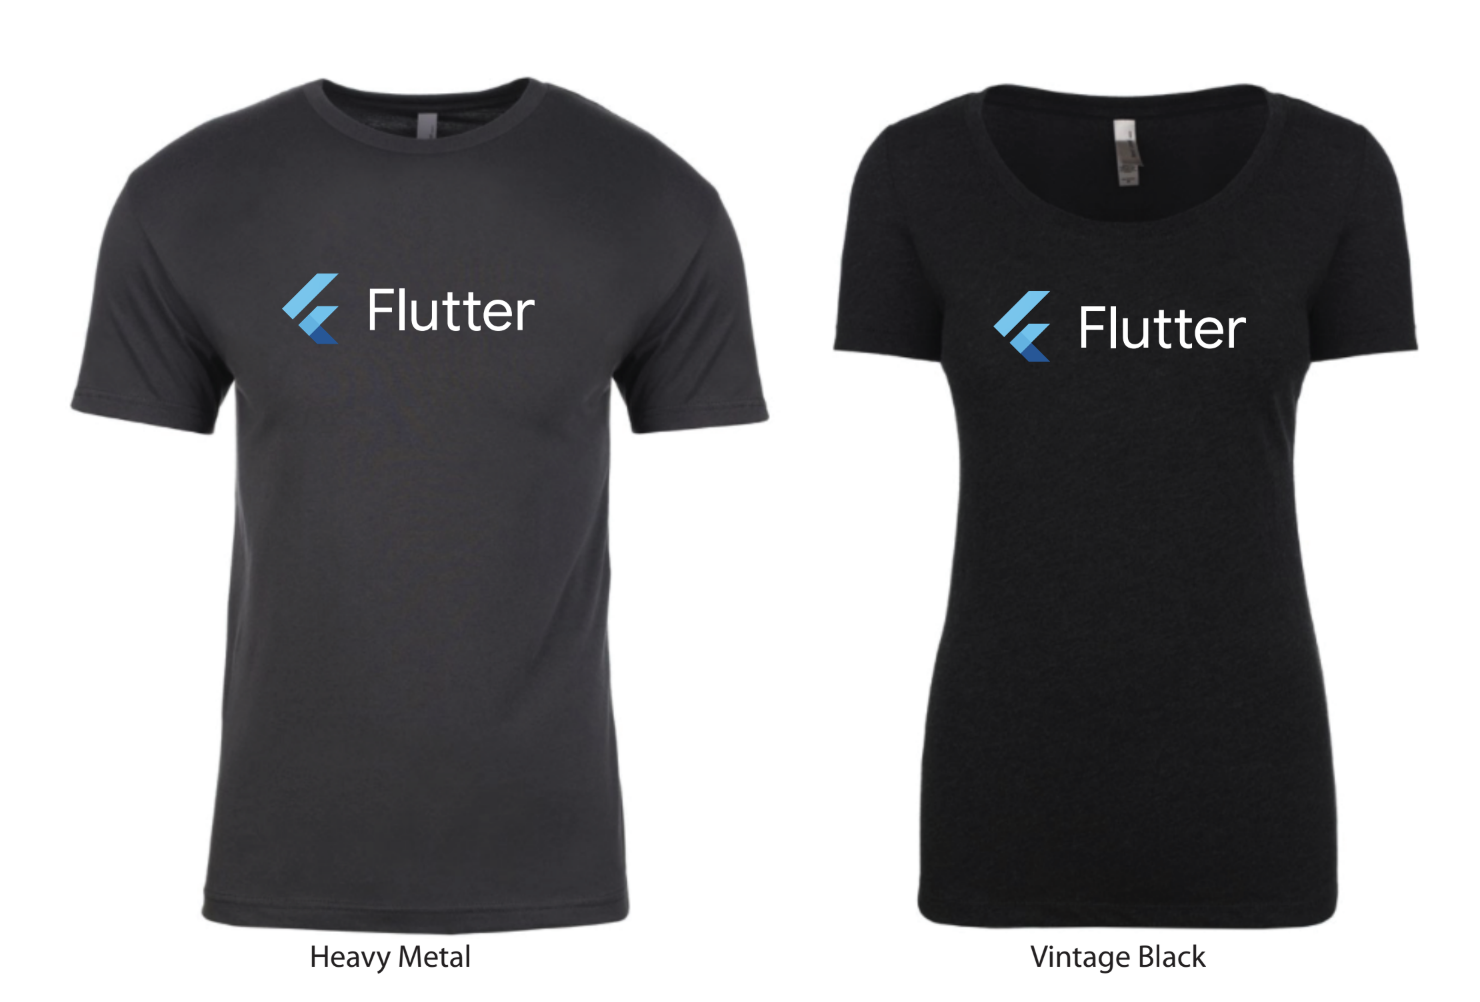 Flutter
Flutter
Heavy Metal
Vintage Black